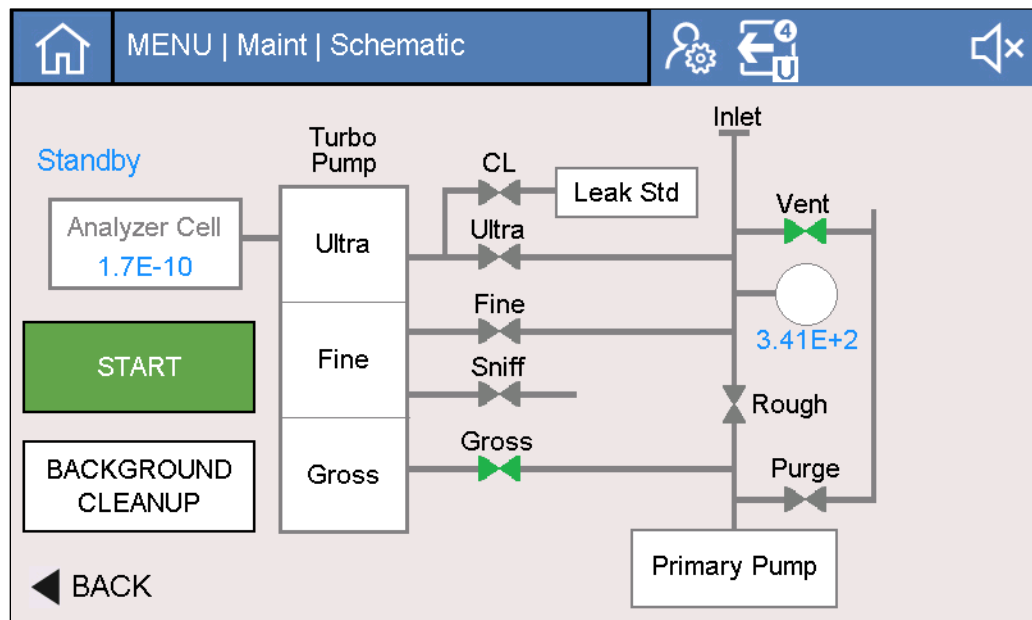 MENU | Maint | Schematic
4
U
Standby
Analyzer Cell
1.7E-10
START
BACKGROUND
CLEANUP
BACK
Turbo
Pump
Ultra
Fine
Gross
CL
Leak Std
Ultra
Fine
Sniff
Gross
Inlet
Vent
3.41E+2
Rough
Purge
Primary Pump